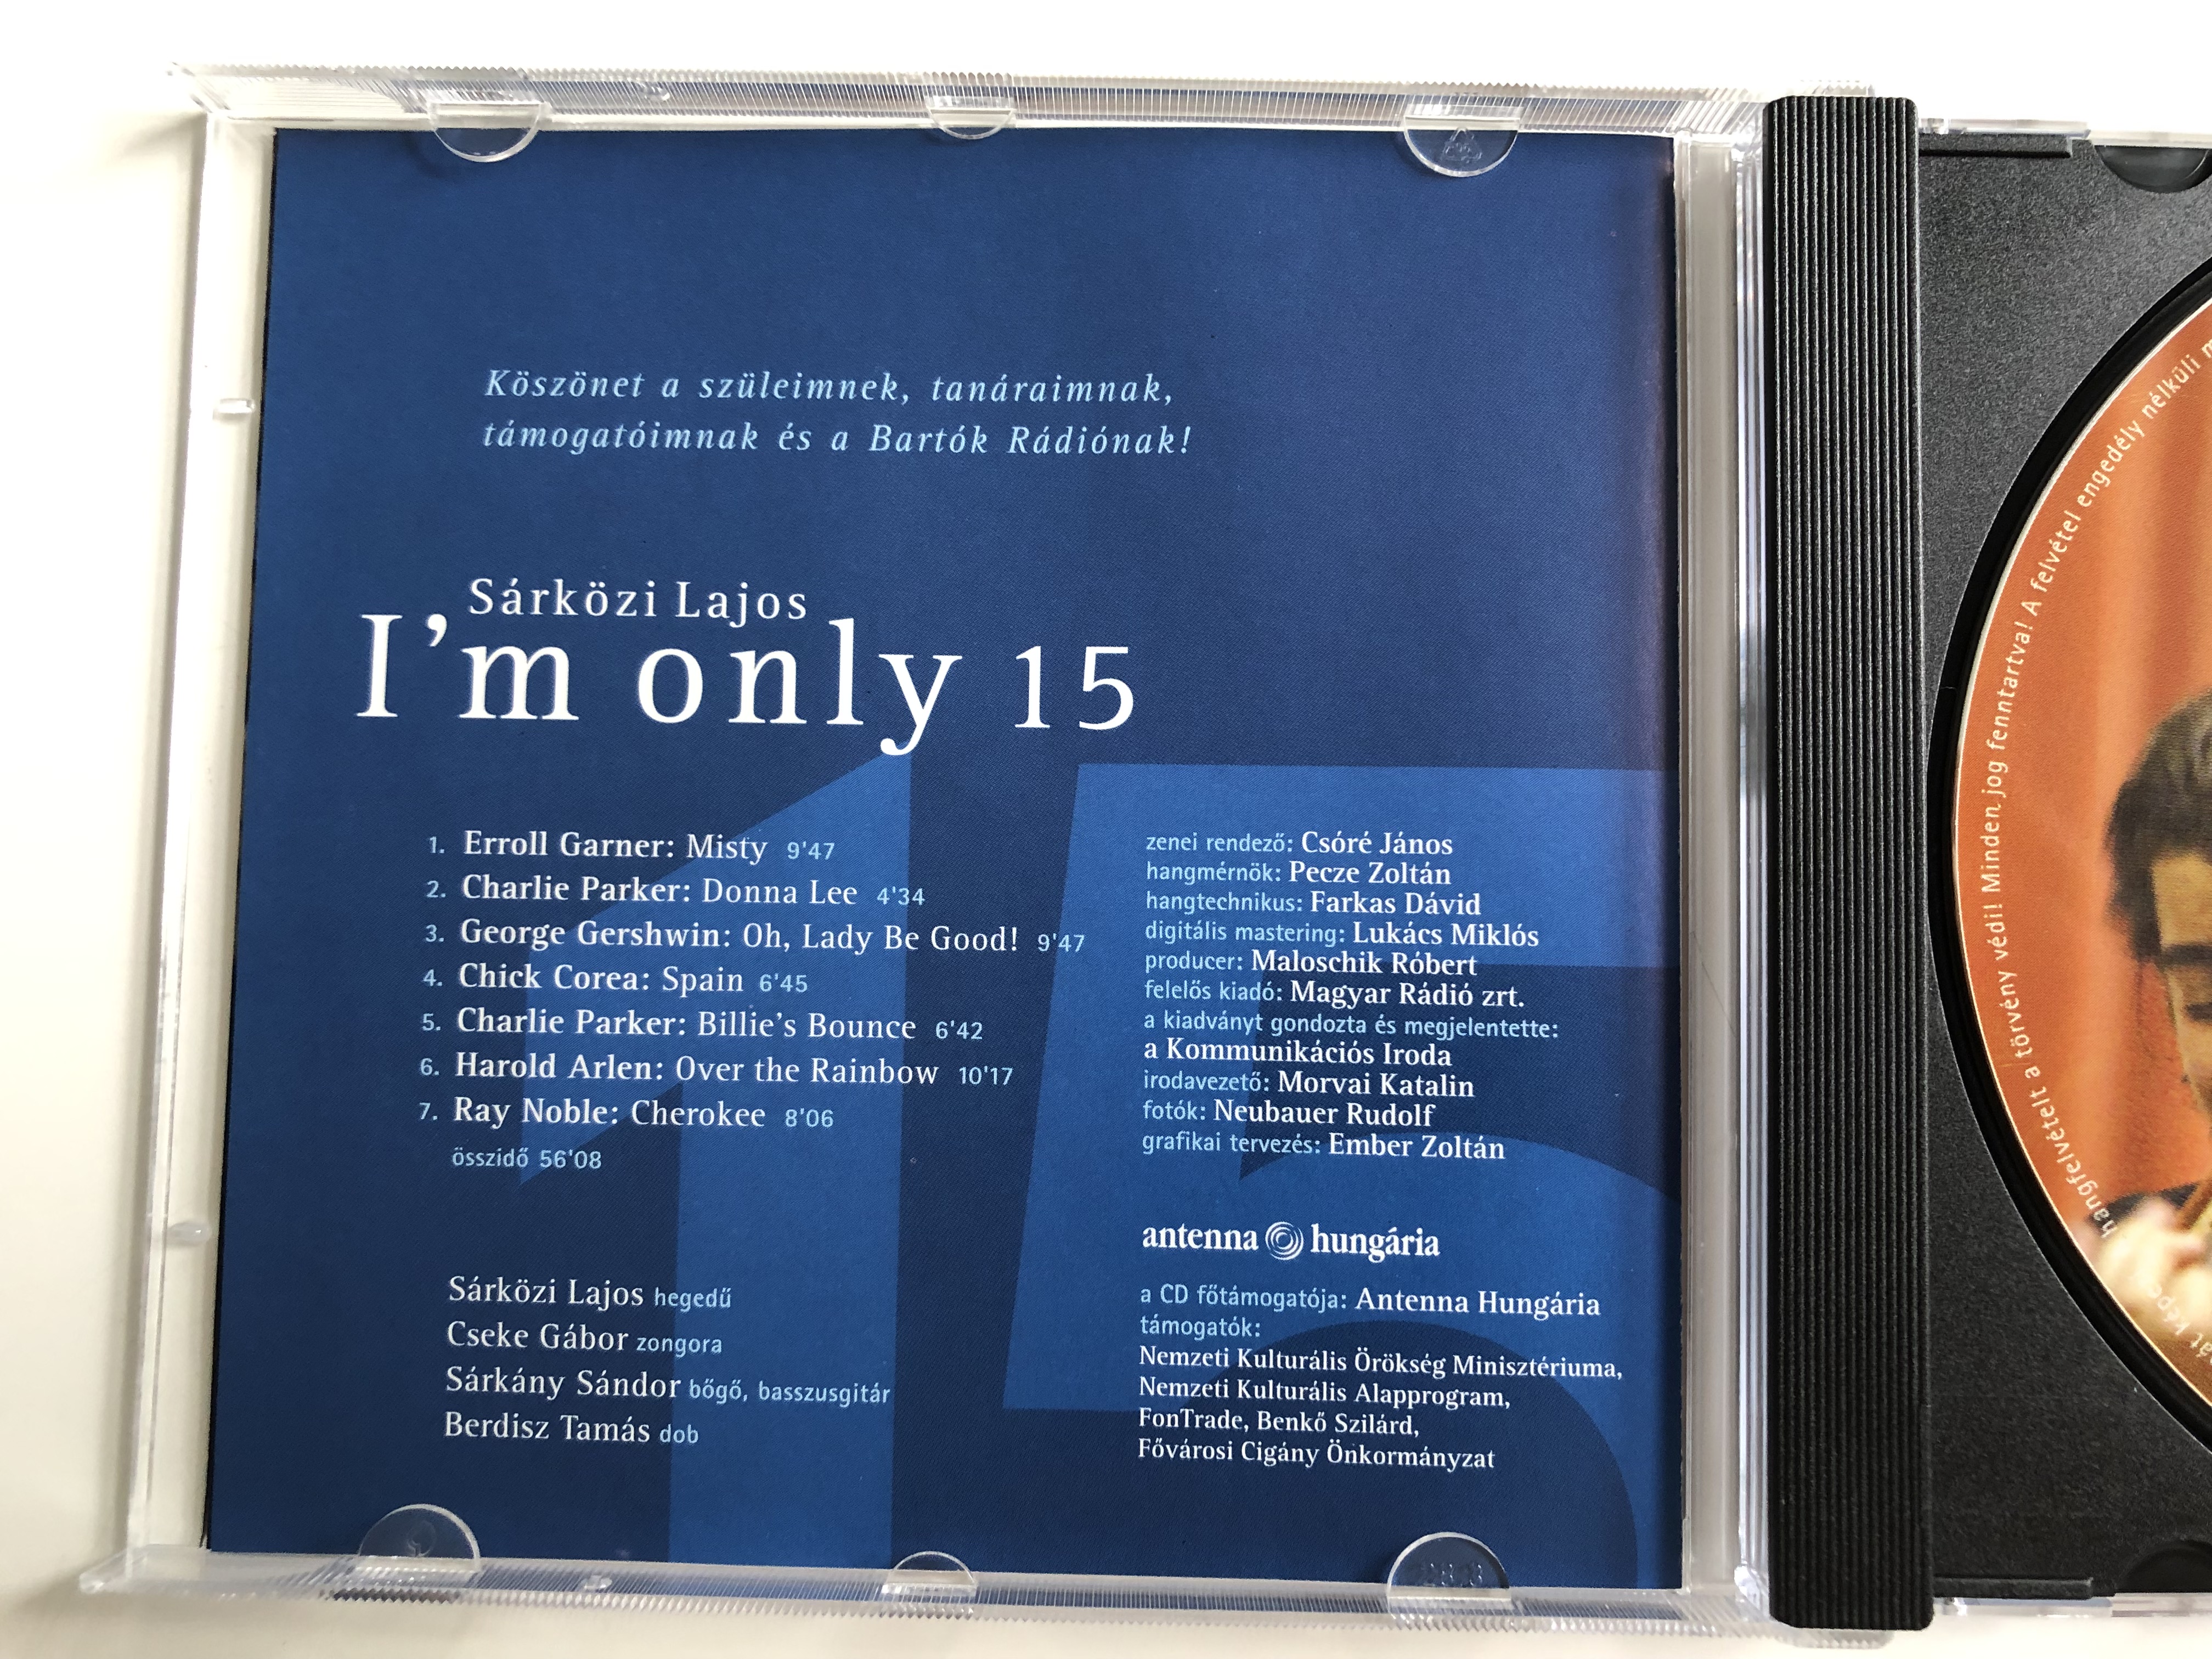 Köszönet a szüleimnek, tanáraimnak,
támogatóimnak és a Bartók Rádiónak!
Sárközi Lajos
I'm only 15
1. Erroll Garner: Misty 9'47
2. Charlie Parker: Donna Lee 4'34
3. George Gershwin: Oh, Lady Be Good! 9'47
4. Chick Corea: Spain 6'45
5. Charlie Parker: Billie's Bounce 6'42
6. Harold Arlen: Over the Rainbow 10'17
7. Ray Noble: Cherokee 8'06
összidő 56'08
Sárközi Lajos hegedű
Cseke Gábor zongora
Sárkány Sándor bőgő, basszusgitár
Berdisz Tamás dob
zenei rendező: Csóré János
hangmérnök: Pecze Zoltán
hangtechnikus: Farkas Dávid
digitális mastering: Lukács Miklós
producer: Maloschik Róbert
felelős kiadó: Magyar Rádió zrt.
a kiadványt gondozta és megjelentette:
a Kommunikációs Iroda
irodavezető: Morvai Katalin
fotók: Neubauer Rudolf
grafikai tervezés: Ember Zoltán
antenna hungária
a CD főtámogatója: Antenna Hungária
támogatók:
Nemzeti Kulturális Örökség Minisztériuma,
Nemzeti Kulturális Alapprogram,
FonTrade, Benkő Szilárd,
Fővárosi Cigány Önkormányzat
15
hangfelvételt a törvény védi! Minden jog fenntartva! A felvétel engedély nélküli